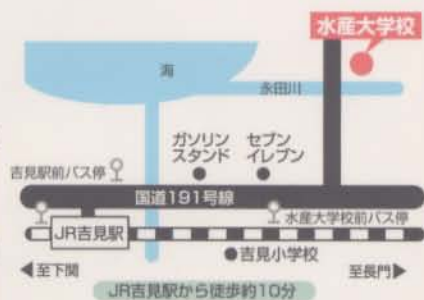 水産大学校
海
永田川
ガソリン
スタンド
セブン
イレブン
吉見駅前バス停
国道191号線
水産大学校前バス停
JR吉見駅
吉見小学校
◀至下関
至長門▶
JR吉見駅から徒歩約10分